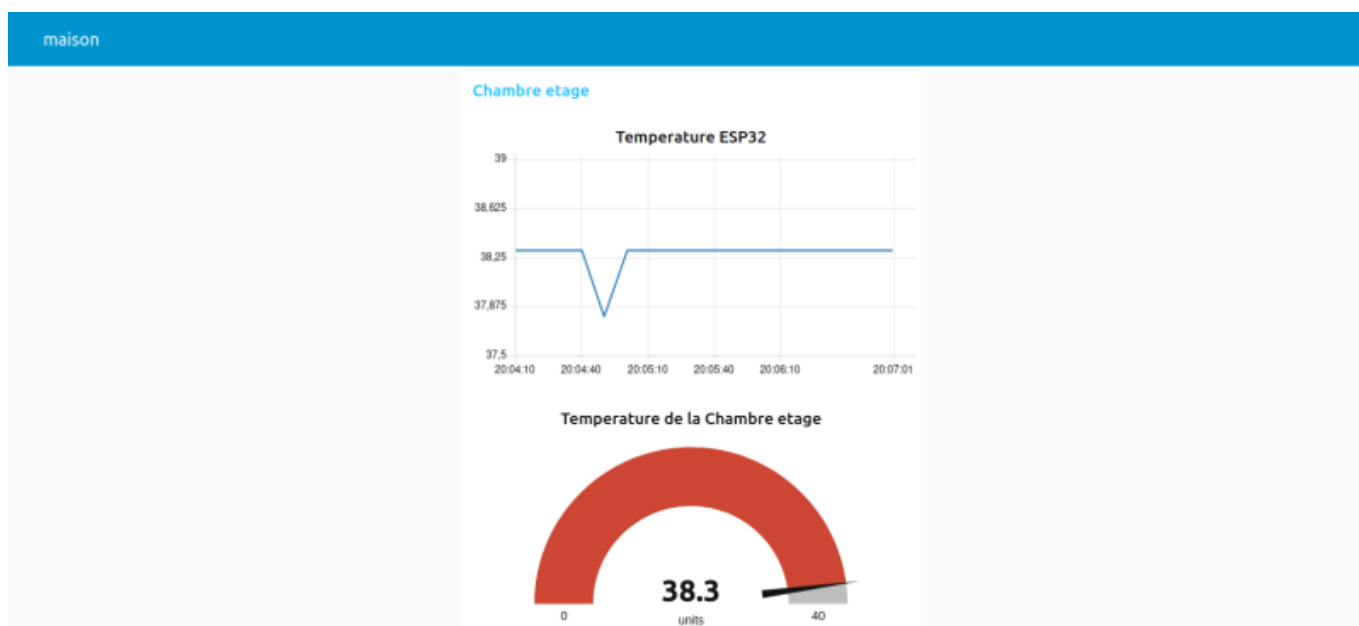 maison
Chambre etage
Temperature ESP32
39
38,625
38,25
37,875
37,5
20:04:10 20:04:40 20:05:10 20:05:40 20:06:10 20:07:01
Temperature de la Chambre etage
38.3
0 units 40